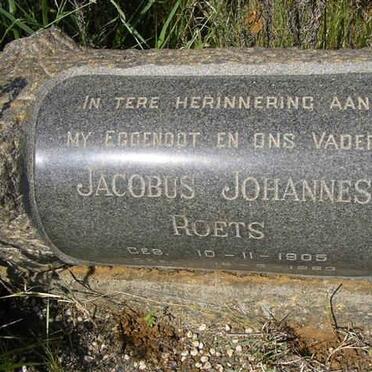 IN TERE HERINNERING AAN
MY EGGENOOT EN ONS VADER
JACOBUS JOHANNES
ROETS
GEB. 10-11-1905